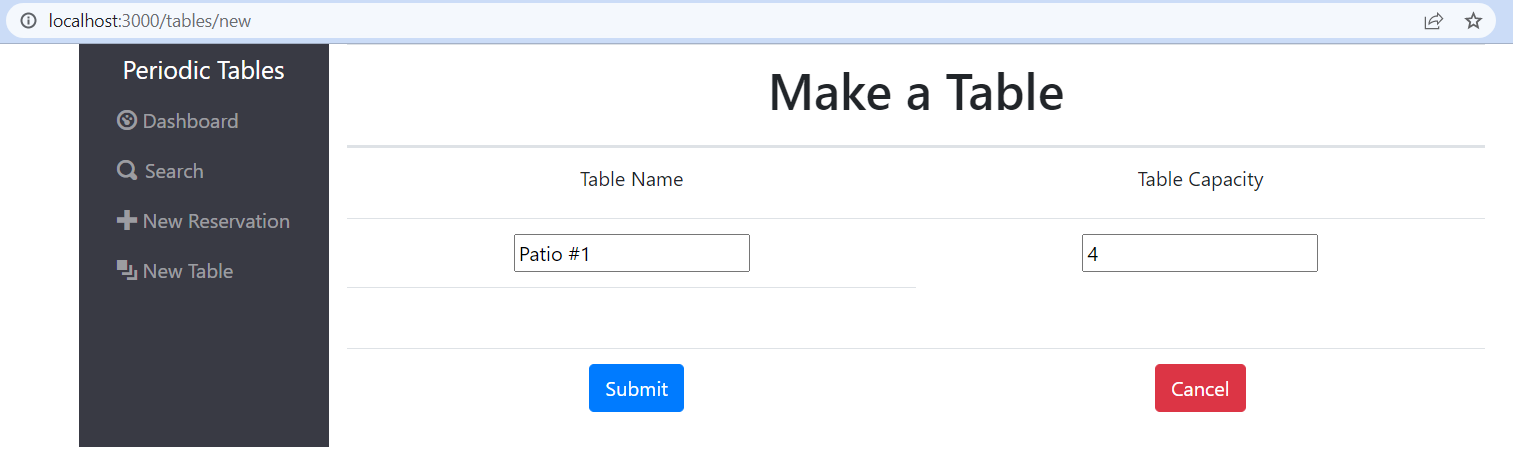 localhost:3000/tables/new
Periodic Tables
Dashboard
Search
New Reservation
New Table
Make a Table
Table Name Table Capacity
Patio #1 4
Submit Cancel